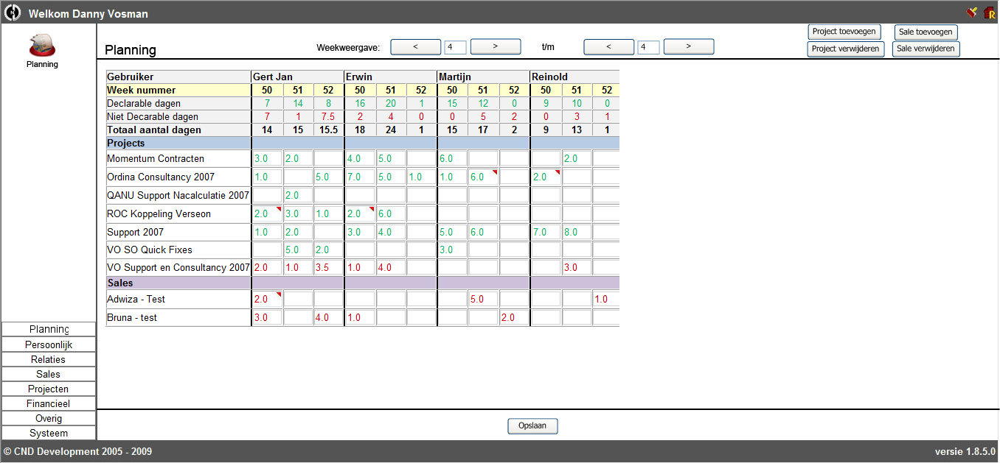 Welkom Danny Vosman
Planning
Planning
Weekweergave: < 4 > t/m < 4 >
Project toevoegen Sale toevoegen
Project verwijderen Sale verwijderen
Gebruiker Gert Jan Erwin Martijn Reinold
Week nummer 50 51 52 50 51 52 50 51 52 50 51 52
Declarable dagen 7 14 8 16 20 1 15 12 0 9 10 0
Niet Decarable dagen 7 1 7.5 2 4 0 0 5 2 0 3 1
Totaal aantal dagen 14 15 15.5 18 24 1 15 17 2 9 13 1
Projects
Momentum Contracten 3.0 2.0 4.0 5.0 6.0 2.0
Ordina Consultancy 2007 1.0 5.0 7.0 5.0 1.0 1.0 6.0 2.0
QANU Support Nacalculatie 2007 2.0
ROC Koppeling Verseon 2.0 3.0 1.0 2.0 6.0
Support 2007 1.0 2.0 3.0 4.0 5.0 6.0 7.0 8.0
VO SO Quick Fixes 5.0 2.0 3.0
VO Support en Consultancy 2007 2.0 1.0 3.5 1.0 4.0 3.0
Sales
Adwiza - Test 2.0 5.0 1.0
Bruna - test 3.0 4.0 1.0 2.0
Planning
Persoonlijk
Relaties
Sales
Projecten
Financieel
Overig
Systeem
Opslaan
© CND Development 2005 - 2009 versie 1.8.5.0